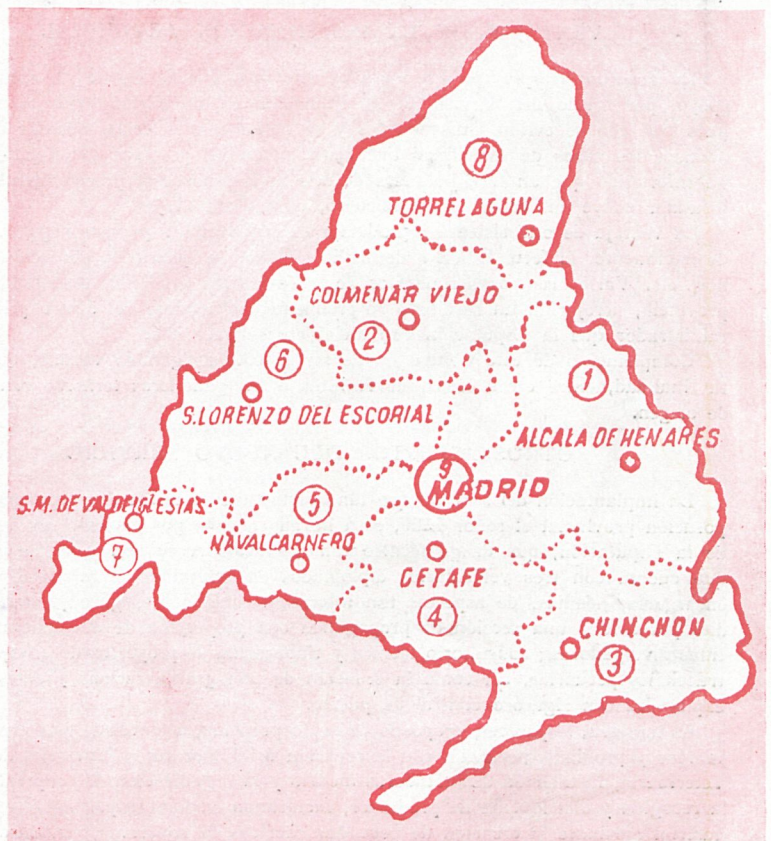 8
TORRELAGUNA
COLMENAR VIEJO
2
6
1
S.LORENZO DEL ESCORIAL
ALCALA DE HENARES
9
MADRID
S.M. DE VALDEIGLESIAS
5
NAVALCARNERO
7
GETAFE
4
CHINCHON
3